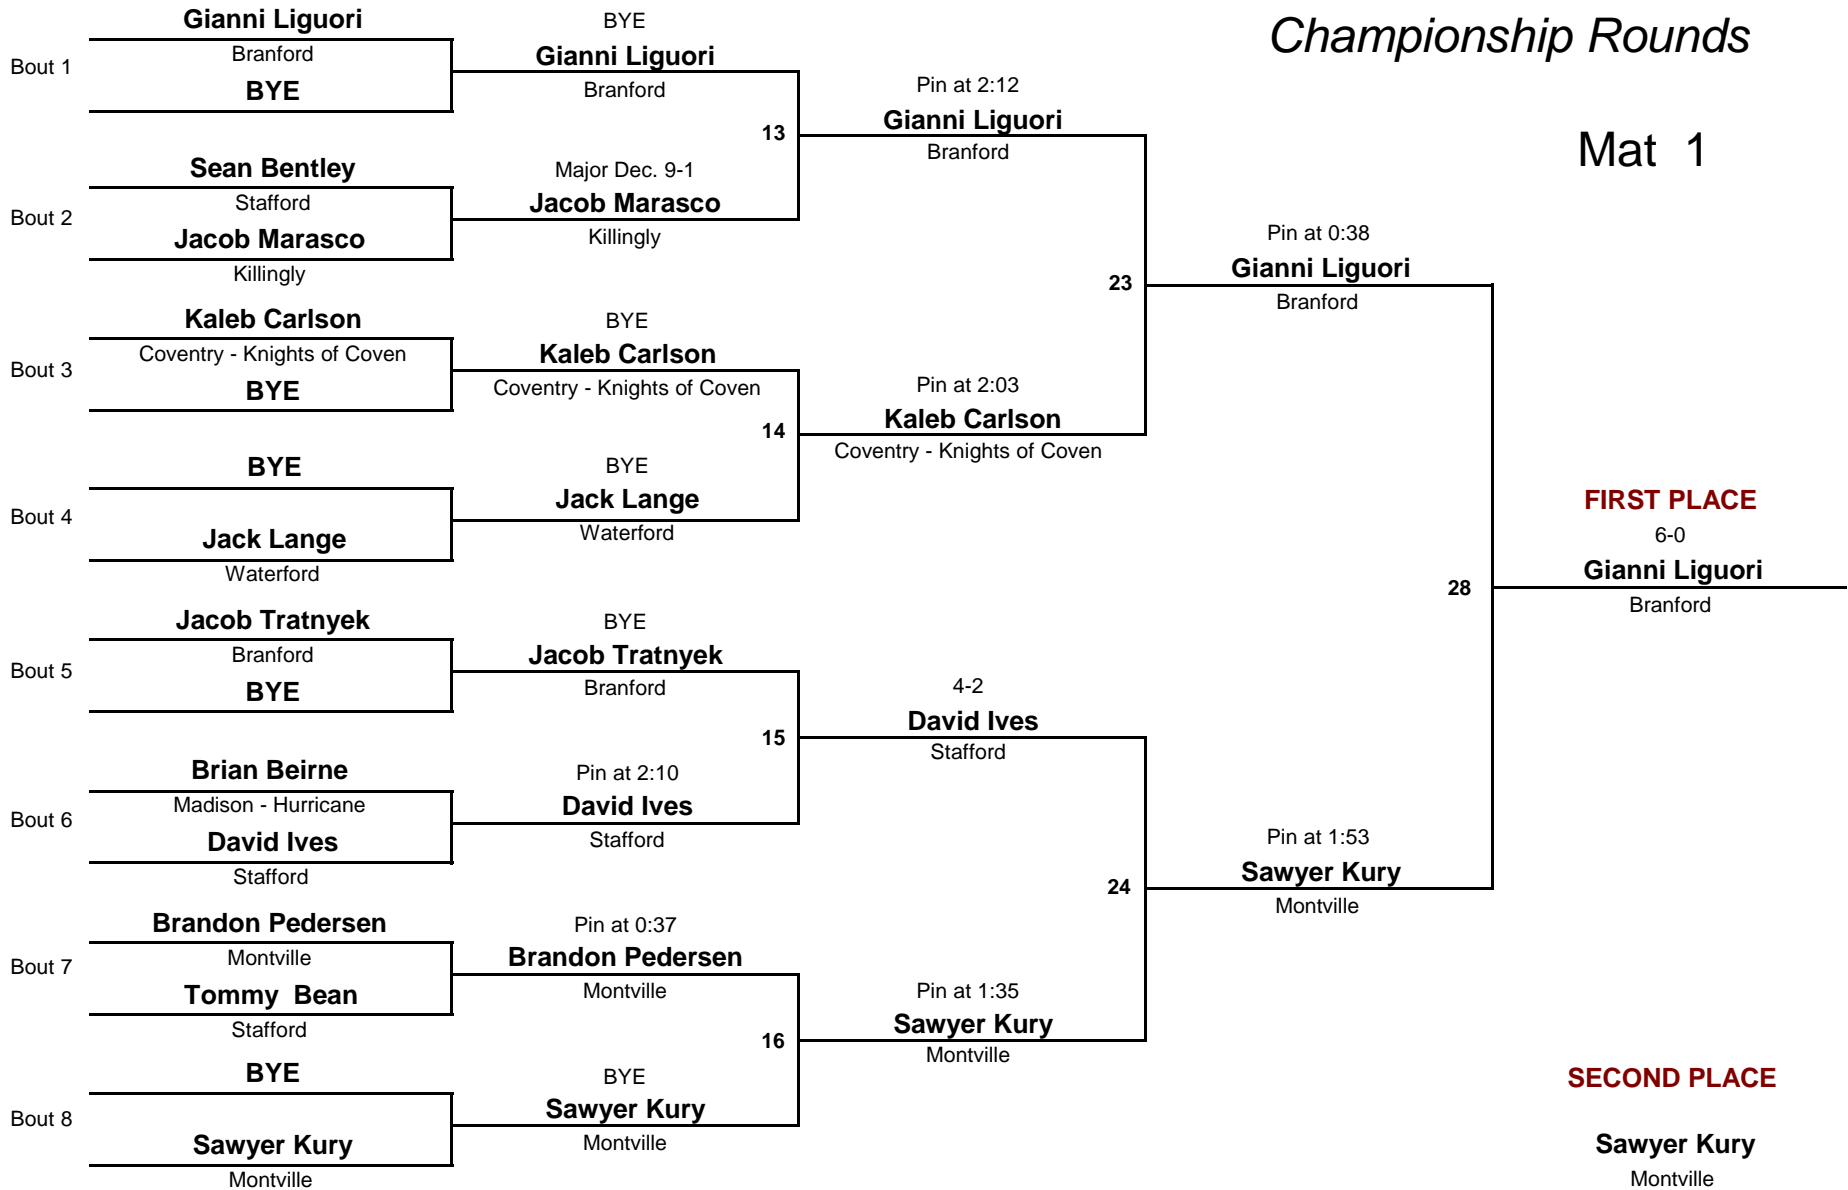 Championship Rounds
Mat 1
Bout 1
Gianni Liguori
Branford
BYE
Bout 2
Sean Bentley
Stafford
Jacob Marasco
Killingly
Bout 3
Kaleb Carlson
Coventry - Knights of Coven
BYE
Bout 4
BYE
Jack Lange
Waterford
Bout 5
Jacob Tratnyek
Branford
BYE
Bout 6
Brian Beirne
Madison - Hurricane
David Ives
Stafford
Bout 7
Brandon Pedersen
Montville
Tommy Bean
Stafford
Bout 8
BYE
Sawyer Kury
Montville
BYE
Gianni Liguori
Branford
13
Major Dec. 9-1
Jacob Marasco
Killingly
BYE
Kaleb Carlson
Coventry - Knights of Coven
14
BYE
Jack Lange
Waterford
BYE
Jacob Tratnyek
Branford
15
Pin at 2:10
David Ives
Stafford
Pin at 0:37
Brandon Pedersen
Montville
16
BYE
Sawyer Kury
Montville
Pin at 2:12
Gianni Liguori
Branford
23
Pin at 2:03
Kaleb Carlson
Coventry - Knights of Coven
4-2
David Ives
Stafford
24
Pin at 1:35
Sawyer Kury
Montville
Pin at 0:38
Gianni Liguori
Branford
28
Pin at 1:53
Sawyer Kury
Montville
FIRST PLACE
6-0
Gianni Liguori
Branford
SECOND PLACE
Sawyer Kury
Montville